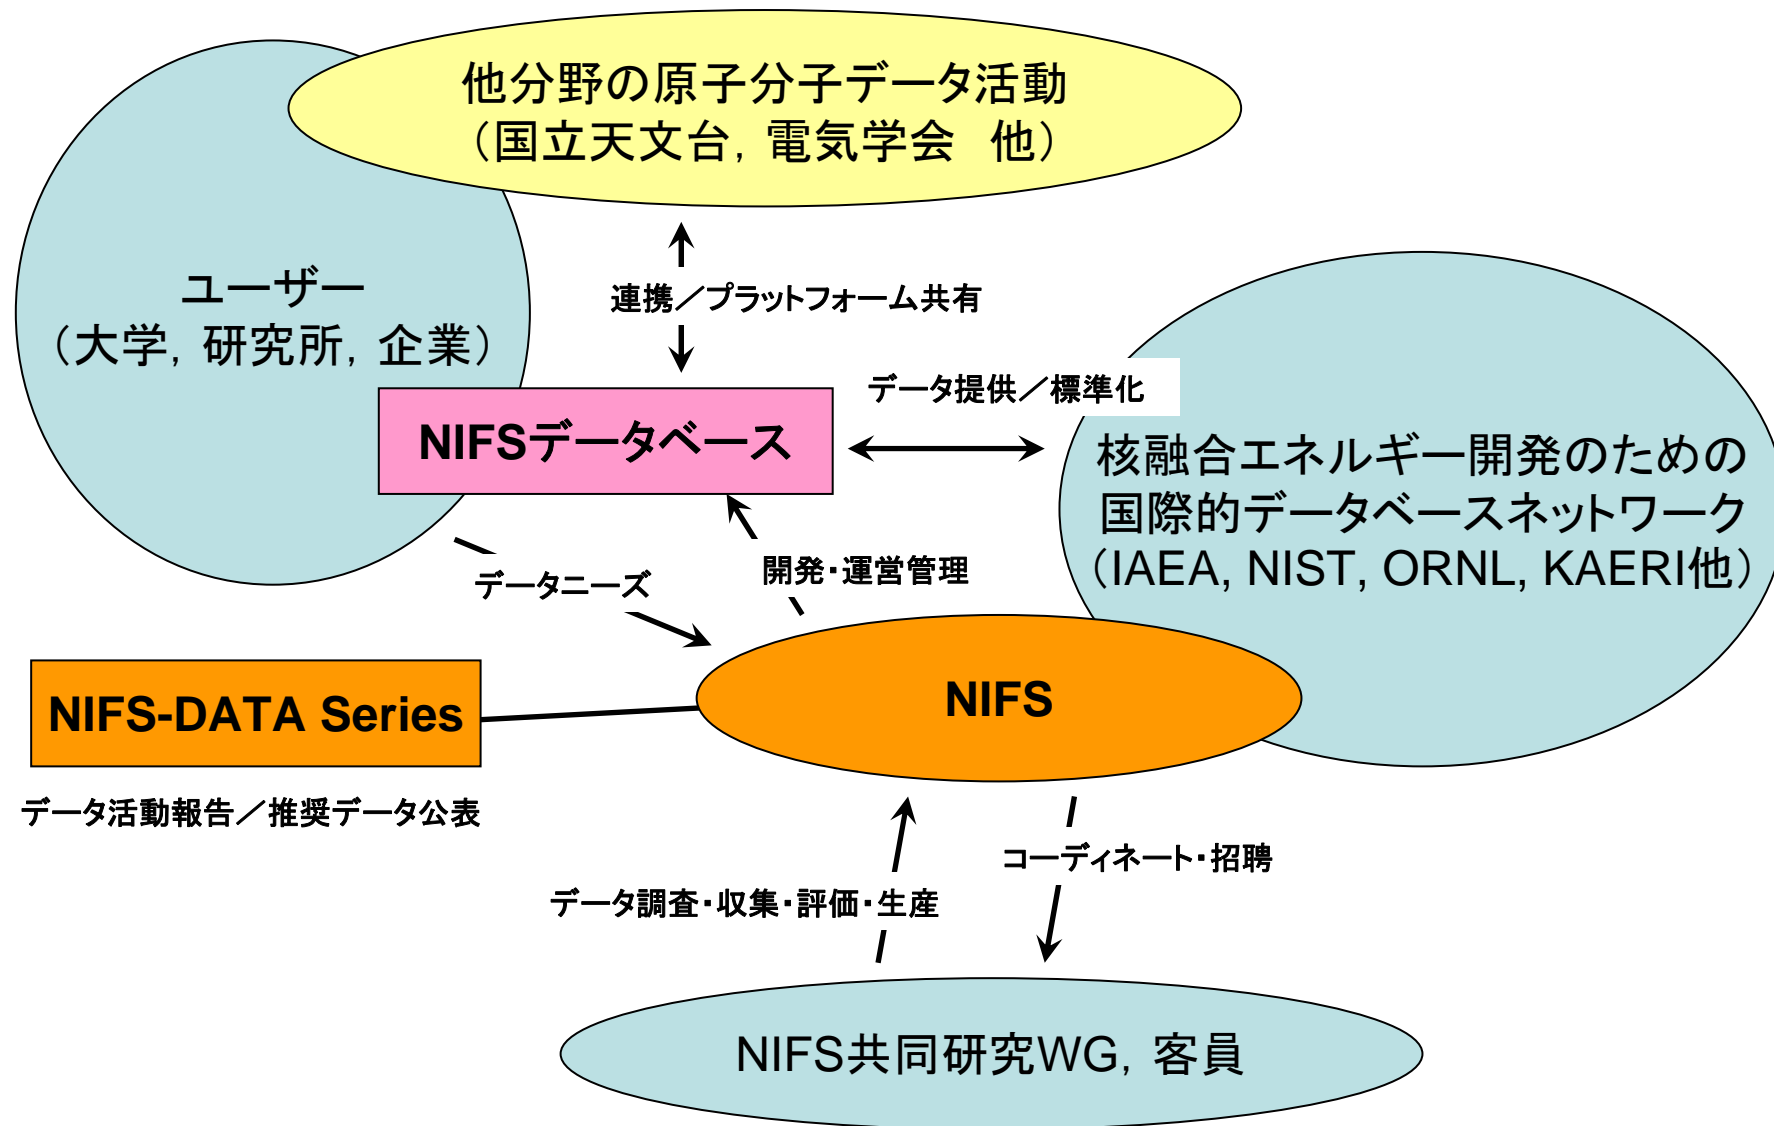 他分野の原子分子データ活動
（国立天文台，電気学会　他）
ユーザー
（大学，研究所，企業）
連携／プラットフォーム共有
データ提供／標準化
NIFSデータベース
核融合エネルギー開発のための
国際的データベースネットワーク
（IAEA, NIST, ORNL, KAERI他）
開発・運営管理
データニーズ
NIFS
NIFS-DATA Series
データ活動報告／推奨データ公表
コーディネート・招聘
データ調査・収集・評価・生産
NIFS共同研究WG，客員